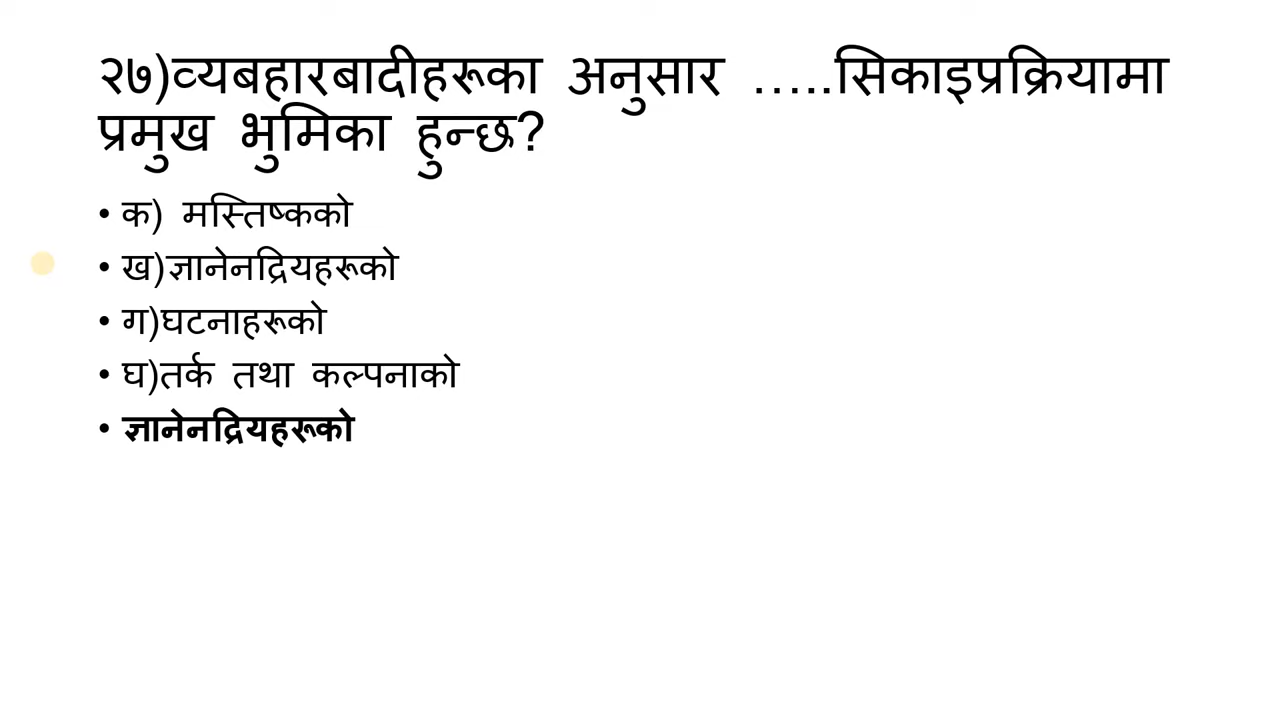 २७)व्यबहारबादीहरूका अनुसार …..सिकाइप्रक्रियामा
प्रमुख भुमिका हुन्छ?
• क) मस्तिष्कको
• ख)ज्ञानेनद्रियहरूको
• ग)घटनाहरूको
• घ)तर्क तथा कल्पनाको
• ज्ञानेनद्रियहरूको